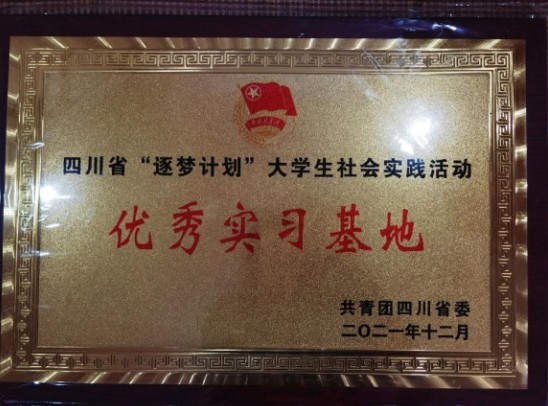 四川省“逐梦计划”大学生社会实践活动
优秀实习基地
共青团四川省委
二〇二一年十二月